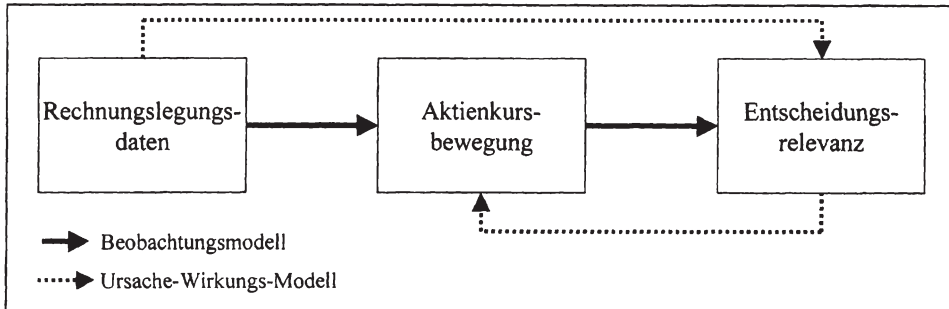 Rechnungslegungs-
daten
Aktienkurs-
bewegung
Entscheidungs-
relevanz
Beobachtungsmodell
Ursache-Wirkungs-Modell